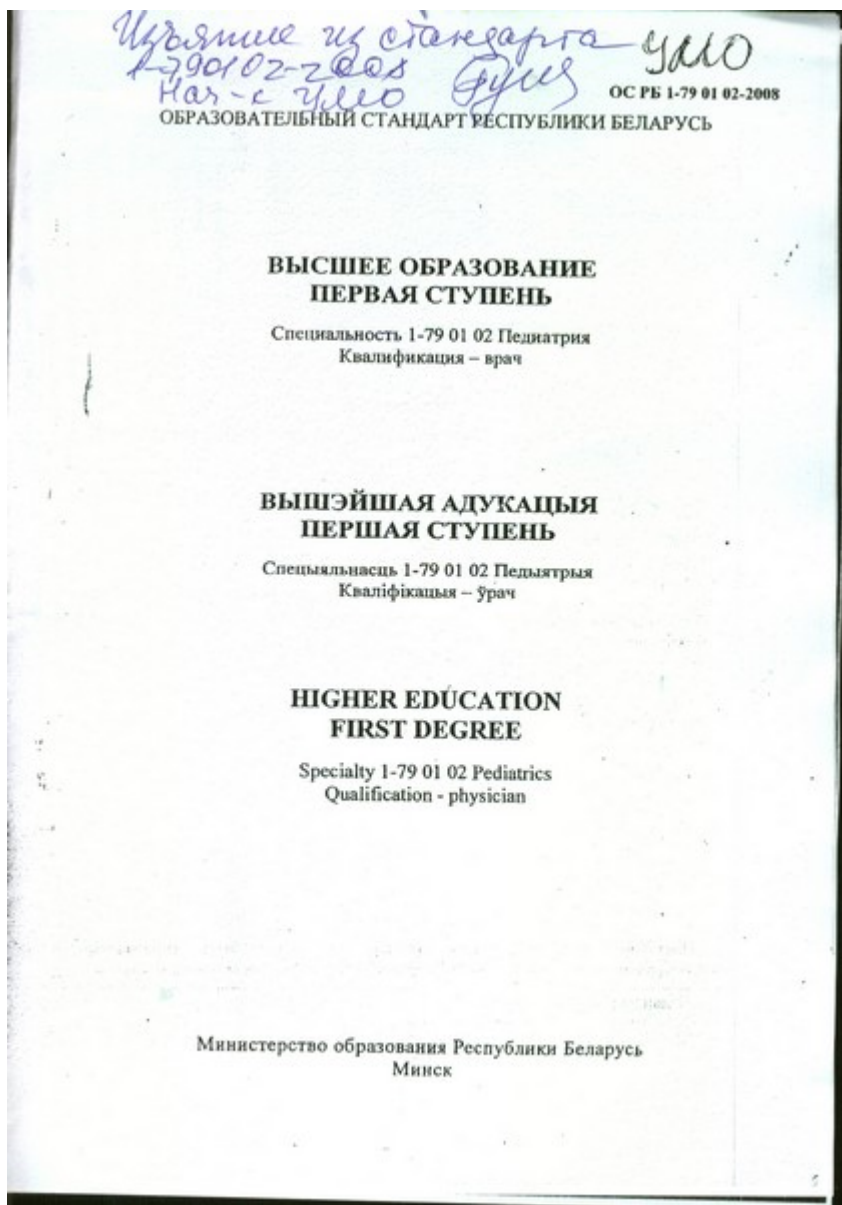 Изъятие из стандарта УМО
1-790102-2008
Нач-к УМО
ОС РБ 1-79 01 02-2008
ОБРАЗОВАТЕЛЬНЫЙ СТАНДАРТ РЕСПУБЛИКИ БЕЛАРУСЬ
ВЫСШЕЕ ОБРАЗОВАНИЕ
ПЕРВАЯ СТУПЕНЬ
Специальность 1-79 01 02 Педиатрия
Квалификация – врач
ВЫШЭЙШАЯ АДУКАЦЫЯ
ПЕРШАЯ СТУПЕНЬ
Спецыяльнасць 1-79 01 02 Педыятрыя
Кваліфікацыя – ўрач
HIGHER EDUCATION
FIRST DEGREE
Specialty 1-79 01 02 Pediatrics
Qualification - physician
Министерство образования Республики Беларусь
Минск